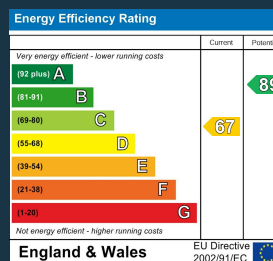 Energy Efficiency Rating
Current
Very energy efficient - lower running costs
(92 plus) A
89
(81-91) B
(69-80) C
67
(55-68) D
(39-54) E
(21-38) F
(1-20) G
Not energy efficient - higher running costs
England & Wales
EU Directive
2002/91/EC